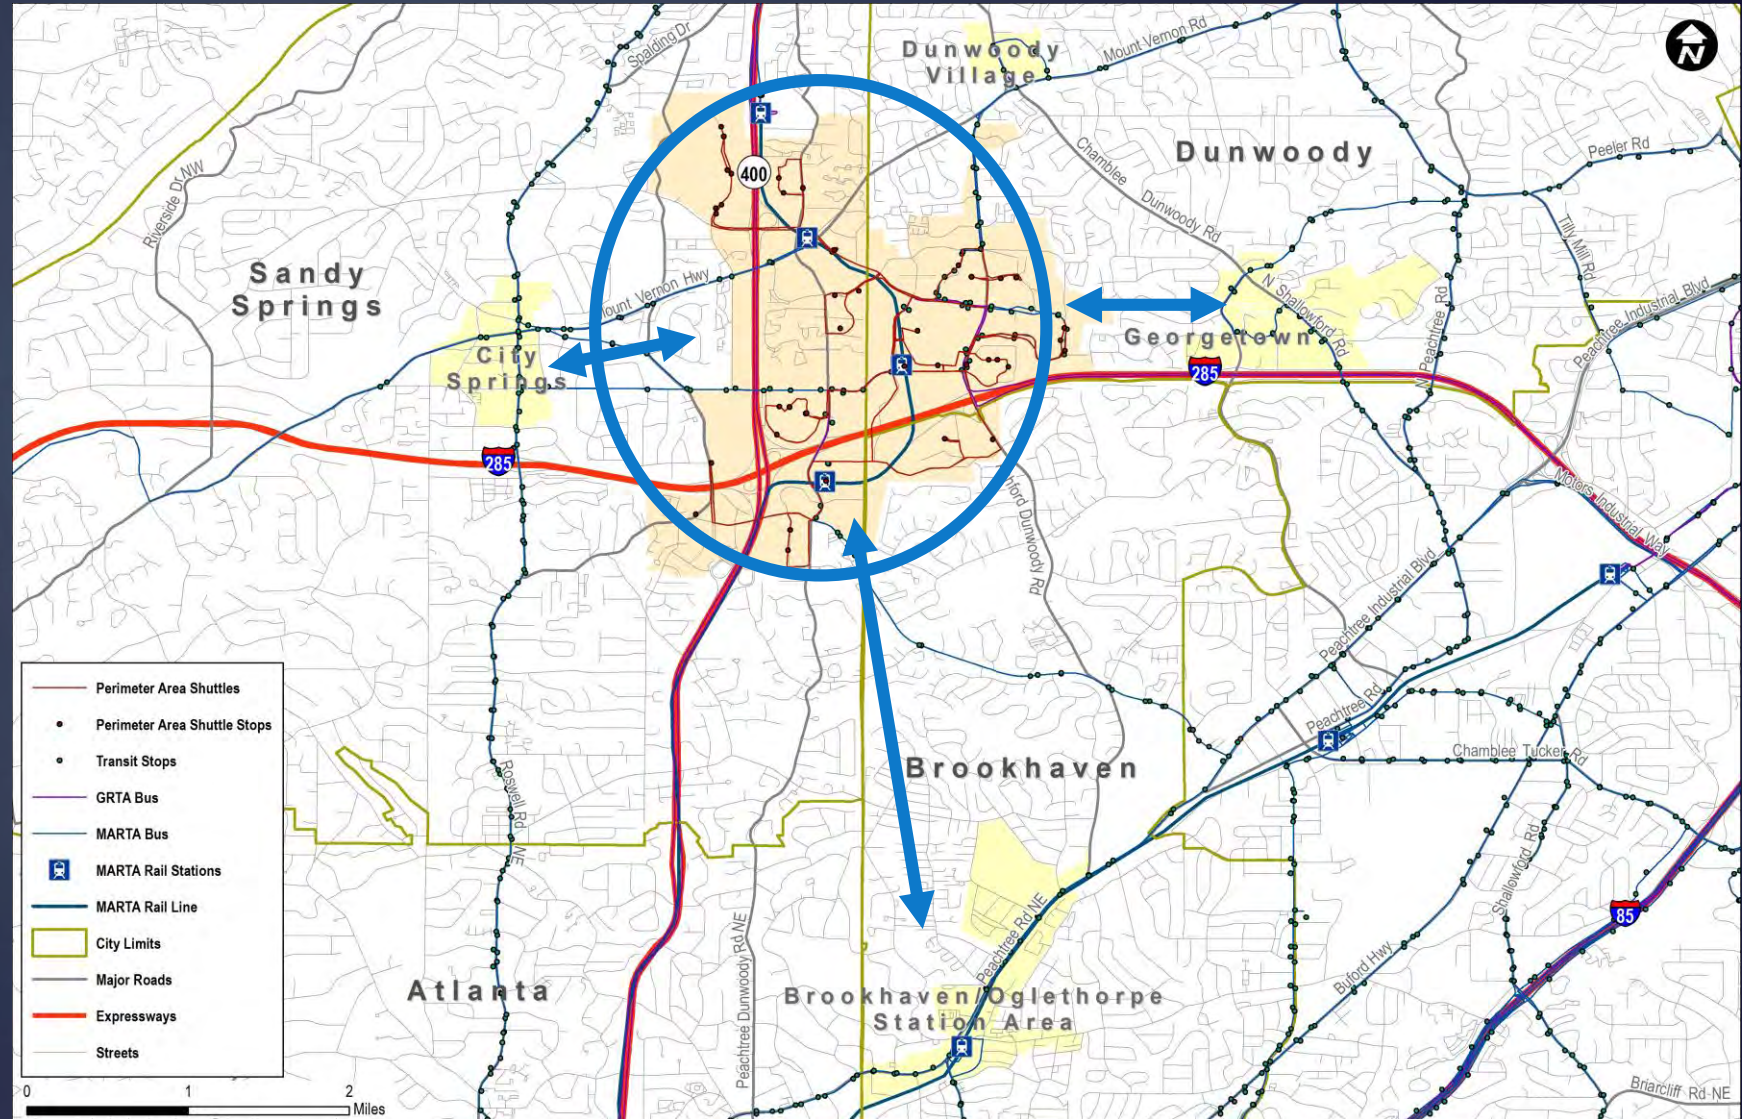 Spalding Dr
Dunwoody
Village
Mount Vernon Rd
N
400
Dunwoody
Peeler Rd
Chamblee
Dunwoody Rd
Riverside Dr NW
Tilly Mill Rd
Sandy
Springs
Mount Vernon Hwy
N Shallowford Rd
Georgetown
N Peachtree Rd
Peachtree Industrial Blvd
City
Springs
285
285
Motors Industrial Way
hford Dunwoody Rd
Peachtree Industrial Blvd
Peachtree Rd
Chamblee Tucker Rd
Brookhaven
Roswell Rd NE
Shallowford Rd
85
Peachtree Rd NE
Peachtree Dunwoody Rd NE
Buford Hwy
Atlanta
Brookhaven/Oglethorpe
Station Area
Briarcliff Rd NE
Perimeter Area Shuttles
Perimeter Area Shuttle Stops
Transit Stops
GRTA Bus
MARTA Bus
MARTA Rail Stations
MARTA Rail Line
City Limits
Major Roads
Expressways
Streets
0 1 2
Miles